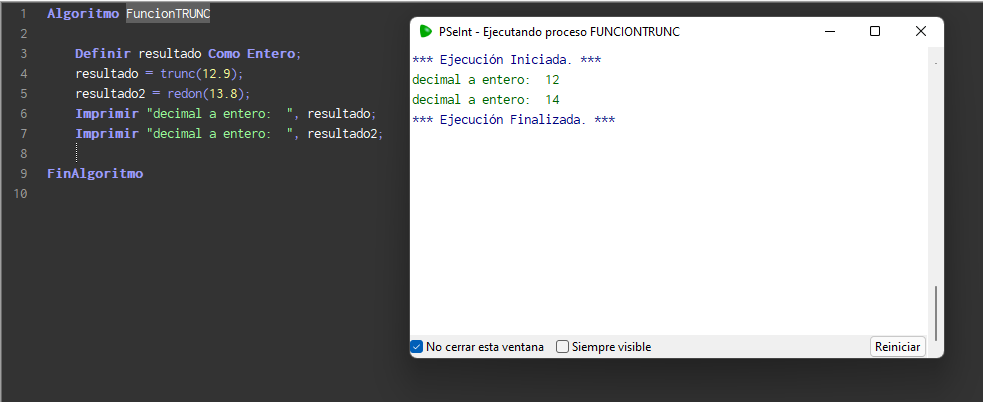 1 Algoritmo FuncionTRUNC
2
3 Definir resultado Como Entero;
4 resultado = trunc(12.9);
5 resultado2 = redon(13.8);
6 Imprimir "decimal a entero:  ", resultado;
7 Imprimir "decimal a entero:  ", resultado2;
8
9 FinAlgoritmo
10
PSeInt - Ejecutando proceso FUNCIONTRUNC
*** Ejecución Iniciada. ***
decimal a entero:  12
decimal a entero:  14
*** Ejecución Finalizada. ***
No cerrar esta ventana
Siempre visible
Reiniciar